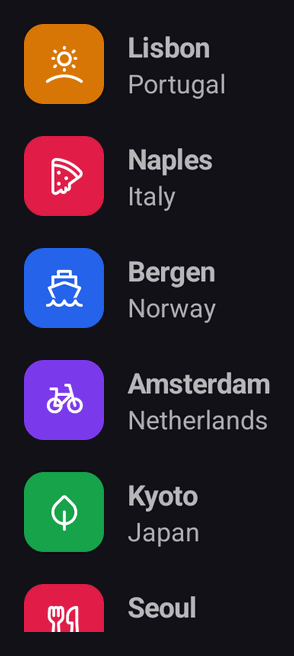 Lisbon
Portugal
Naples
Italy
Bergen
Norway
Amsterdam
Netherlands
Kyoto
Japan
Seoul